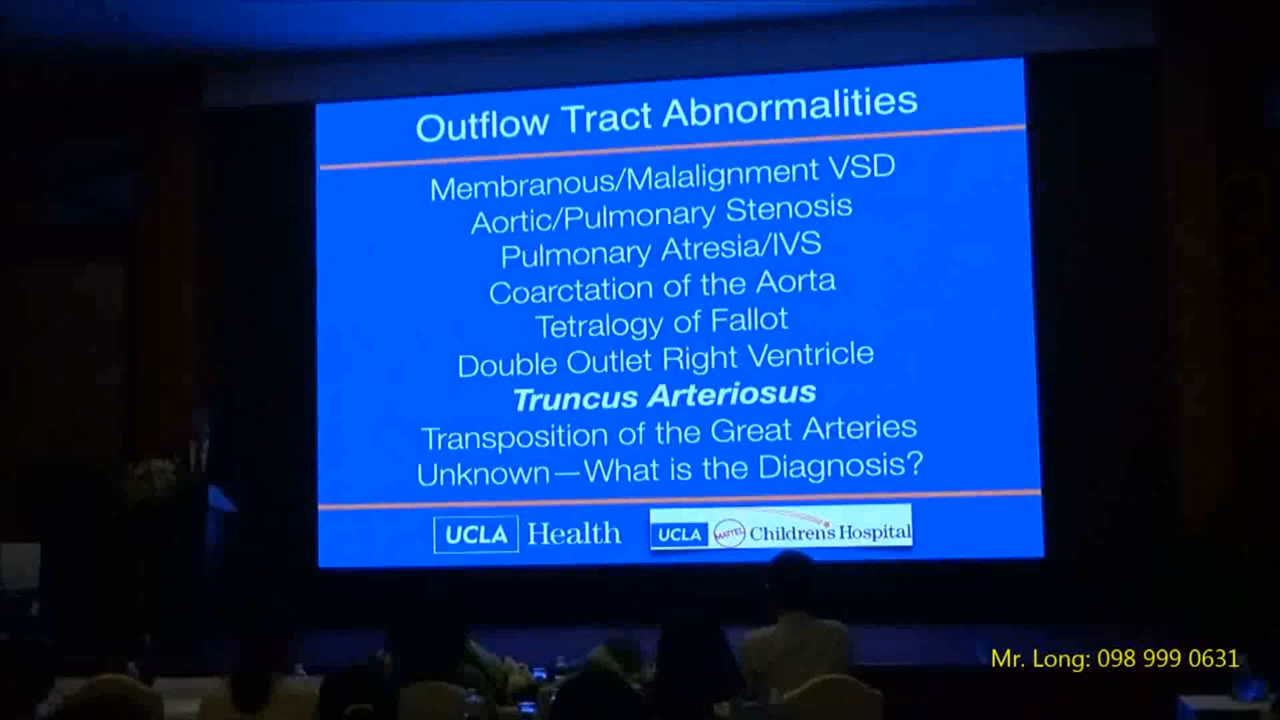 Outflow Tract Abnormalities
Membranous/Malalignment VSD
Aortic/Pulmonary Stenosis
Pulmonary Atresia/IVS
Coarctation of the Aorta
Tetralogy of Fallot
Double Outlet Right Ventricle
Truncus Arteriosus
Transposition of the Great Arteries
Unknown—What is the Diagnosis?
UCLA Health
UCLA MATTEL Children's Hospital
Mr. Long: 098 999 0631